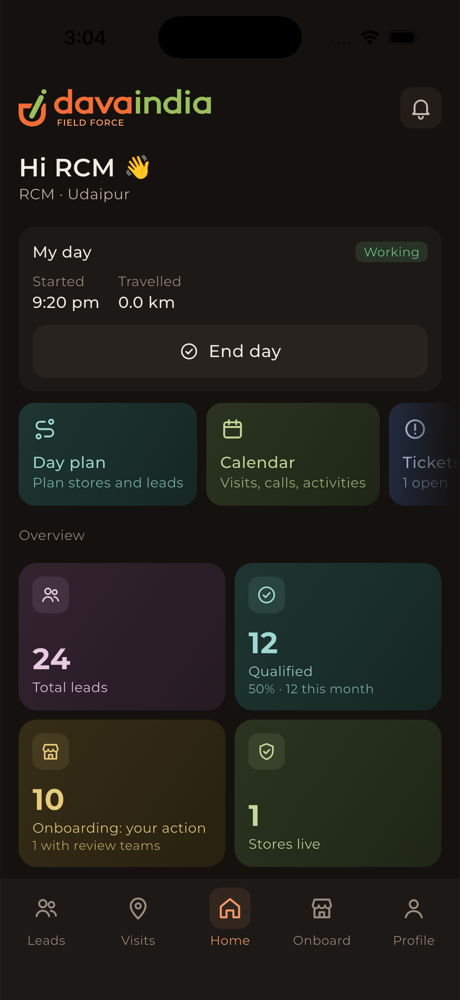 3:04
davaindia
FIELD FORCE
Hi RCM 👋
RCM · Udaipur
My day
Working
Started
Travelled
9:20 pm
0.0 km
End day
Day plan
Plan stores and leads
Calendar
Visits, calls, activities
Tickets
1 open
Overview
24
Total leads
12
Qualified
50% · 12 this month
10
Onboarding: your action
1 with review teams
1
Stores live
Leads
Visits
Home
Onboard
Profile